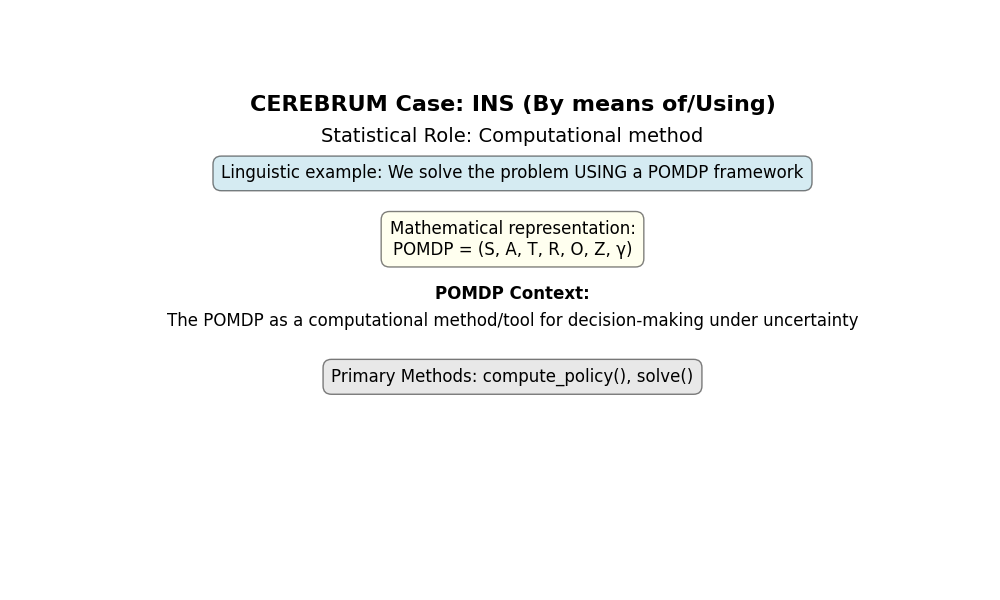 CEREBRUM Case: INS (By means of/Using)
Statistical Role: Computational method
Linguistic example: We solve the problem USING a POMDP framework
Mathematical representation:
POMDP = (S, A, T, R, O, Z, γ)
POMDP Context:
The POMDP as a computational method/tool for decision-making under uncertainty
Primary Methods: compute_policy(), solve()